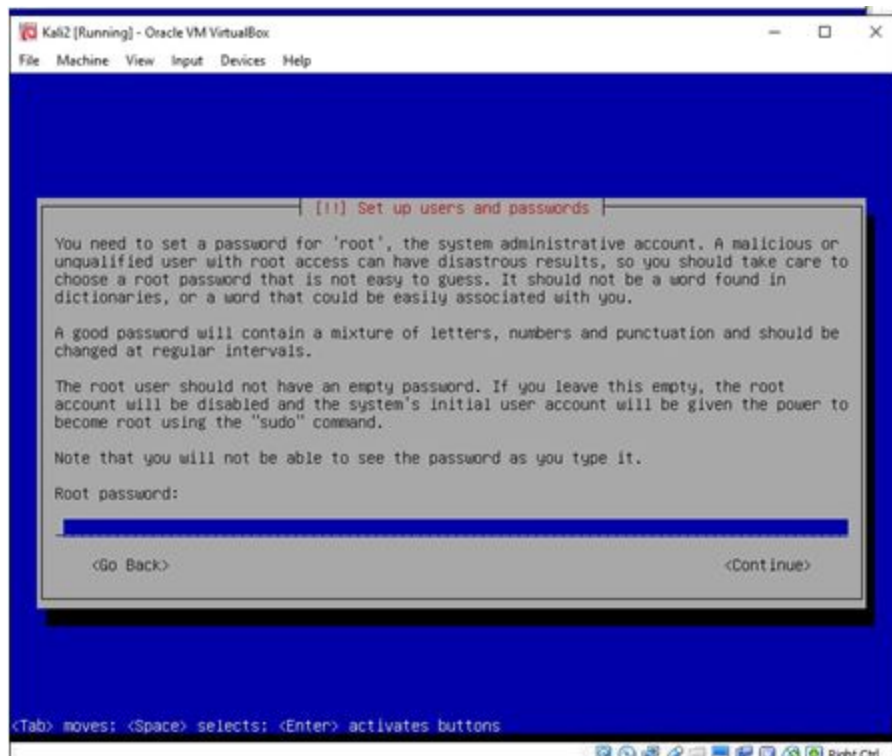 Kali2 [Running] - Oracle VM VirtualBox
File Machine View Input Devices Help
[!!] Set up users and passwords
You need to set a password for 'root', the system administrative account. A malicious or
unqualified user with root access can have disastrous results, so you should take care to
choose a root password that is not easy to guess. It should not be a word found in
dictionaries, or a word that could be easily associated with you.
A good password will contain a mixture of letters, numbers and punctuation and should be
changed at regular intervals.
The root user should not have an empty password. If you leave this empty, the root
account will be disabled and the system's initial user account will be given the power to
become root using the "sudo" command.
Note that you will not be able to see the password as you type it.
Root password:
<Go Back> <Continue>
<Tab> moves; <Space> selects; <Enter> activates buttons
Right Ctrl